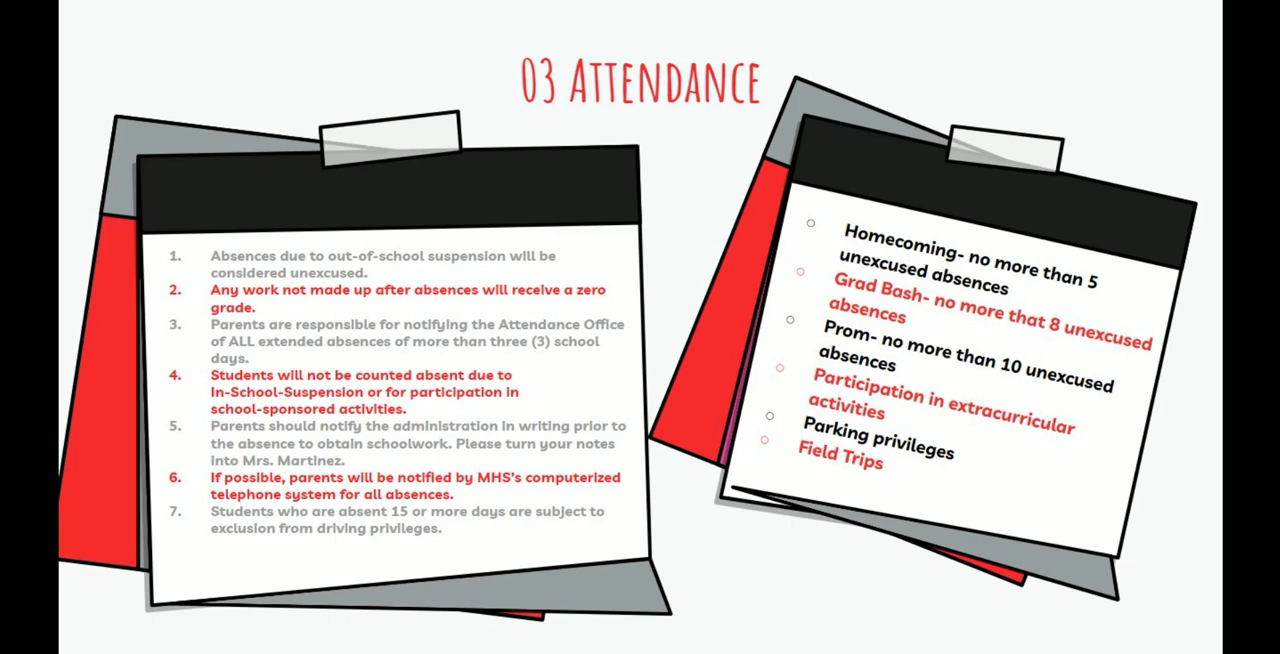 03 Attendance
1. Absences due to out-of-school suspension will be
considered unexcused.
2. Any work not made up after absences will receive a zero
grade.
3. Parents are responsible for notifying the Attendance Office
of ALL extended absences of more than three (3) school
days.
4. Students will not be counted absent due to
In-School-Suspension or for participation in
school-sponsored activities.
5. Parents should notify the administration in writing prior to
the absence to obtain schoolwork. Please turn your notes
into Mrs. Martinez.
6. If possible, parents will be notified by MHS's computerized
telephone system for all absences.
7. Students who are absent 15 or more days are subject to
exclusion from driving privileges.
Homecoming- no more than 5
unexcused absences
Grad Bash- no more that 8 unexcused
absences
Prom- no more than 10 unexcused
absences
Participation in extracurricular
activities
Parking privileges
Field Trips